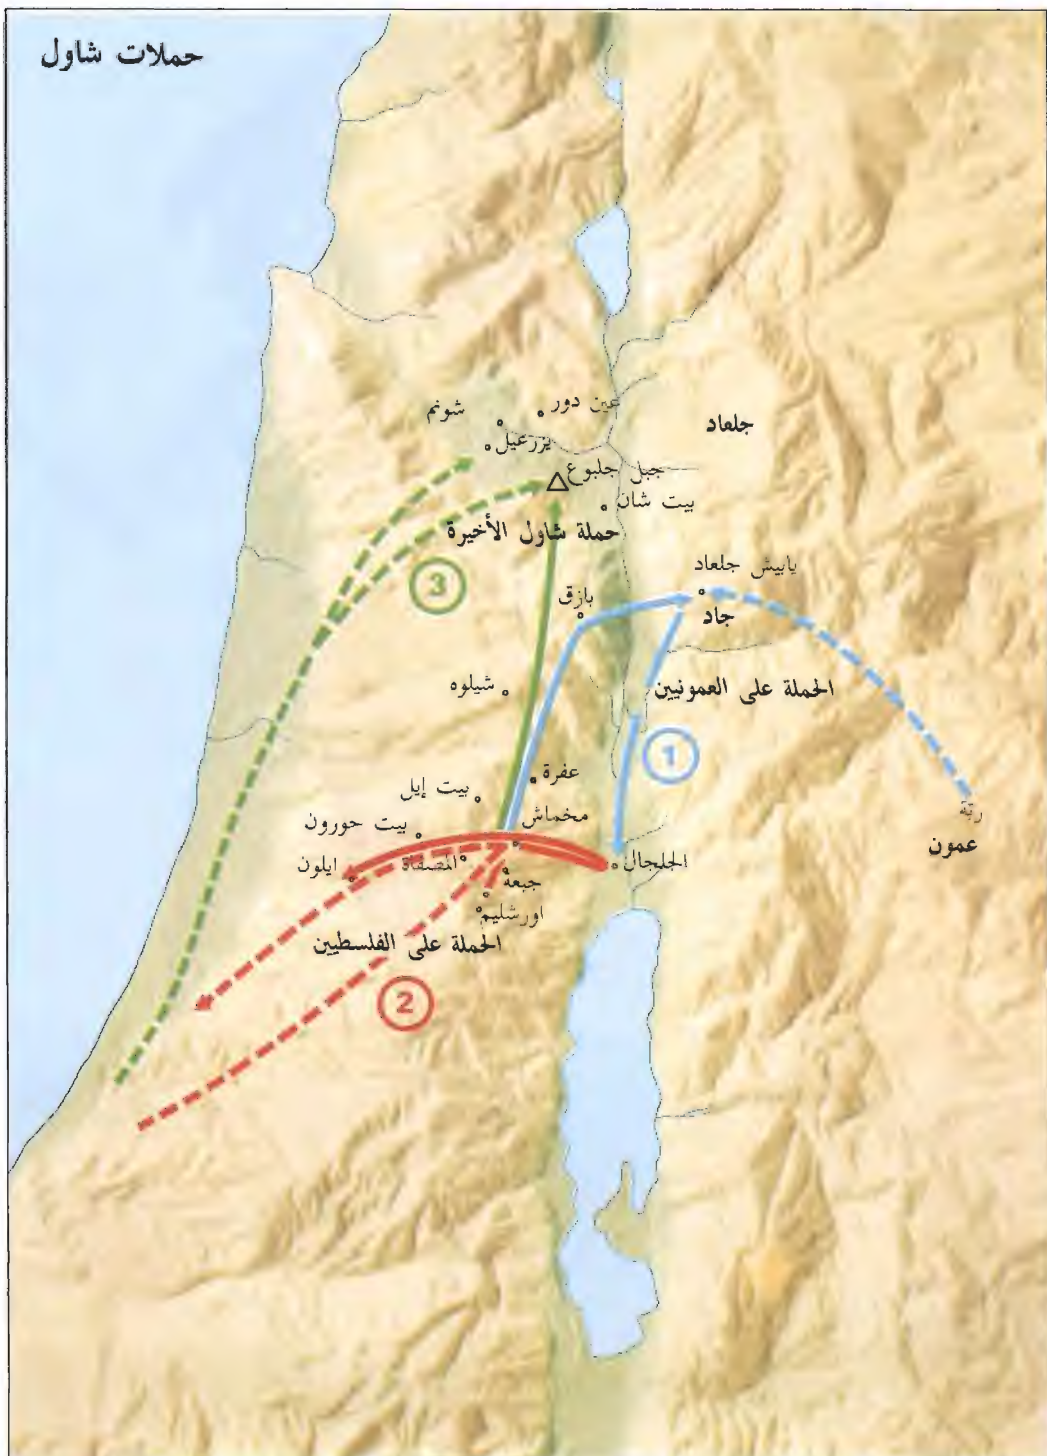 حملات شاول
عين دور
شونم
يزرعيل
جلعاد
جبل جلبوع
بيت شان
حملة شاول الأخيرة
3
يابيش جلعاد
بازق
جاد
شيلوه
الحملة على العمونيين
1
عفرة
بيت إيل
مخماش
ربّة
عمون
بيت حورون
ايلون
المصفاة
الجلجال
جبعة
اورشليم
الحملة على الفلسطيين
2